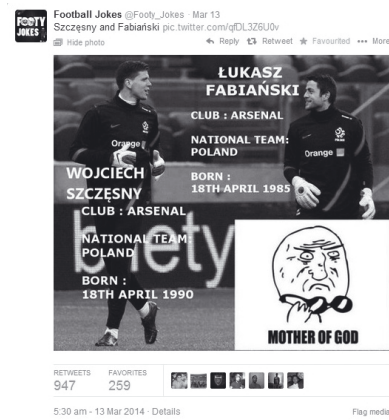 FOOTY
JOKES
Football Jokes @Footy_Jokes · Mar 13
Szczęsny and Fabiański pic.twitter.com/qfDL3Z6U0v
Hide photo
Reply Retweet Favourited More
ŁUKASZ
FABIAŃSKI
CLUB : ARSENAL
NATIONAL TEAM:
POLAND
BORN :
18TH APRIL 1985
Orange
Orange
WOJCIECH
SZCZĘSNY
CLUB : ARSENAL
NATIONAL TEAM:
POLAND
BORN :
18TH APRIL 1990
MOTHER OF GOD
RETWEETS FAVORITES
947 259
5:30 am - 13 Mar 2014 · Details
Flag media